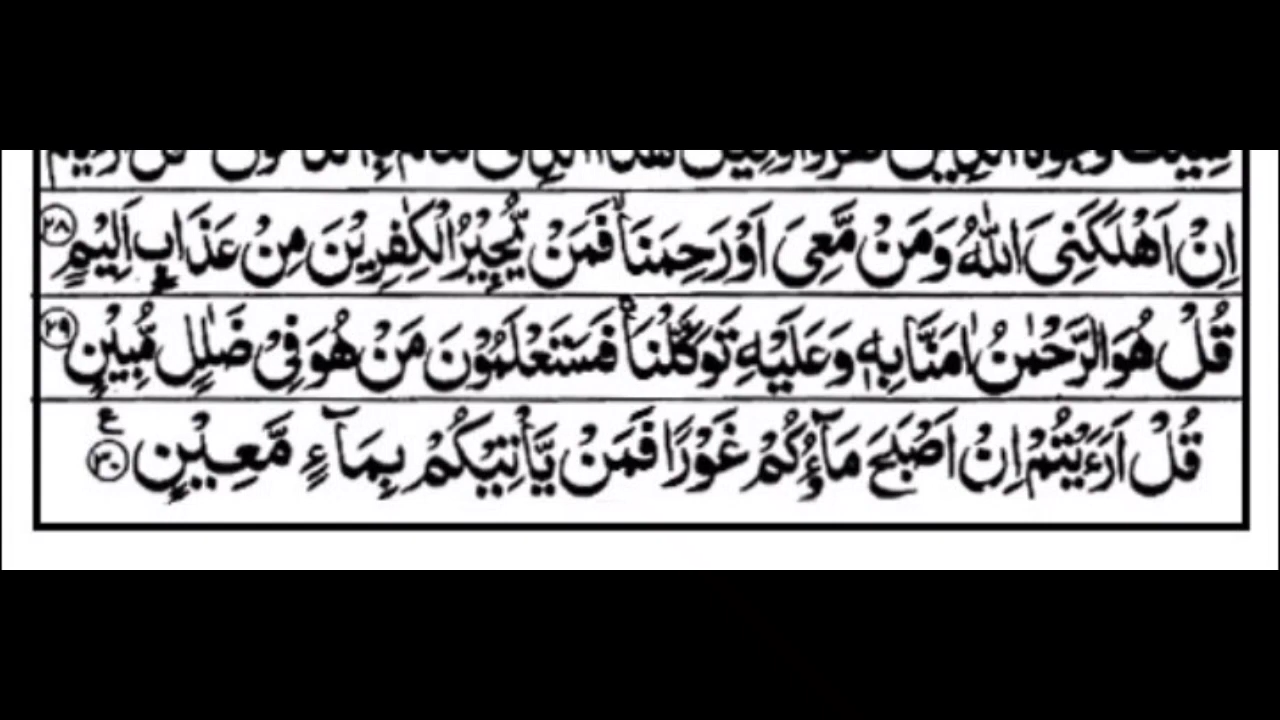 اِنْ اَهْلَكَنِىَ اللّٰهُ وَمَنْ مَّعِىَ اَوْ رَحِمَنَا ۙ فَمَنْ يُّجِيْرُ الْكٰفِرِيْنَ مِنْ عَذَابٍ اَلِيْمٍ ﴿۲۸﴾
قُلْ هُوَ الرَّحْمٰنُ اٰمَنَّا بِهٖ وَعَلَيْهِ تَوَكَّلْنَا ۚ فَسَتَعْلَمُوْنَ مَنْ هُوَ فِىْ ضَلٰلٍ مُّبِيْنٍ ﴿۲۹﴾
قُلْ اَرَءَيْتُمْ اِنْ اَصْبَحَ مَآؤُكُمْ غَوْرًا فَمَنْ يَّاْتِيْكُمْ بِمَآءٍ مَّعِيْنٍ ﴿۳۰﴾ ع